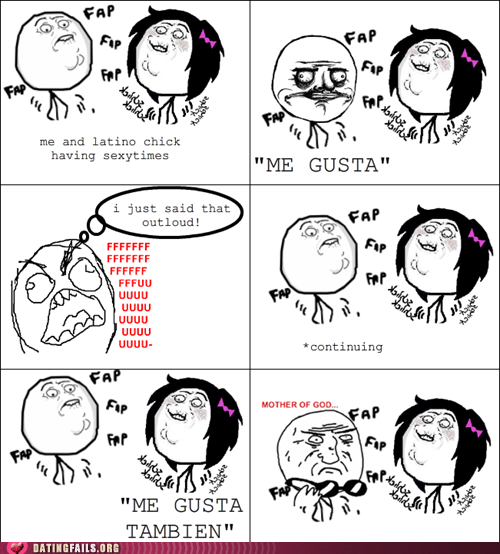 FAP
FAP
FAP
FAP
me and latino chick
having sexytimes
FAP
FAP
FAP
FAP
"ME GUSTA"
i just said that
outloud!
FFFFFFF
FFFFFFF
FFFFFF
FFFUU
UUUU
UUUU
UUUU
UUUU
UUUU-
FAP
FAP
FAP
FAP
*continuing
FAP
FAP
FAP
FAP
"ME GUSTA
TAMBIEN"
MOTHER OF GOD...
FAP
FAP
FAP
FAP
DATINGFAILS.ORG